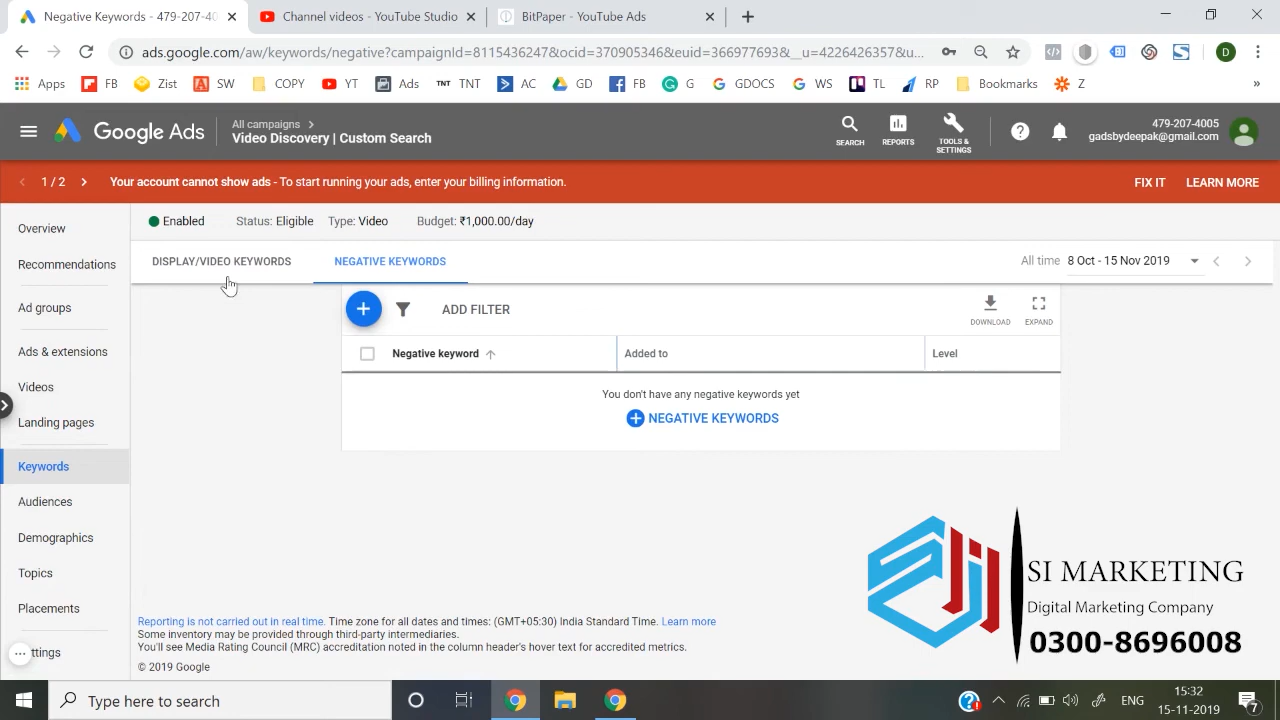 Negative Keywords - 479-207-40
Channel videos - YouTube Studio
BitPaper - YouTube Ads
ads.google.com/aw/keywords/negative?campaignId=8115436247&ocid=370905346&euid=366977693&__u=4226426357&u...
Apps FB Zist SW COPY YT Ads TNT TNT AC GD FB G GDOCS WS TL RP Bookmarks Z »
Google Ads
All campaigns
Video Discovery | Custom Search
SEARCH
REPORTS
TOOLS &
SETTINGS
479-207-4005
gadsbydeepak@gmail.com
1 / 2 Your account cannot show ads - To start running your ads, enter your billing information. FIX IT LEARN MORE
Enabled Status: Eligible Type: Video Budget: ₹1,000.00/day
Overview
Recommendations
Ad groups
Ads & extensions
Videos
Landing pages
Keywords
Audiences
Demographics
Topics
Placements
ttings
DISPLAY/VIDEO KEYWORDS NEGATIVE KEYWORDS All time 8 Oct - 15 Nov 2019
ADD FILTER
DOWNLOAD EXPAND
Negative keyword Added to Level
You don't have any negative keywords yet
NEGATIVE KEYWORDS
SI MARKETING
Digital Marketing Company
0300-8696008
Reporting is not carried out in real time. Time zone for all dates and times: (GMT+05:30) India Standard Time. Learn more
Some inventory may be provided through third-party intermediaries.
You'll see Media Rating Council (MRC) accreditation noted in the column header's hover text for accredited metrics.
© 2019 Google
Type here to search
ENG
15:32
15-11-2019
7